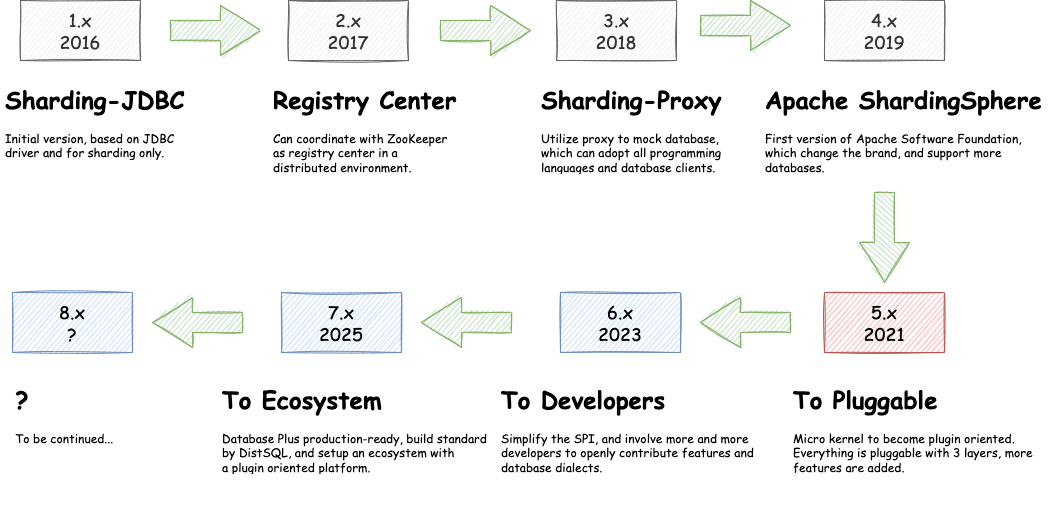 1.x
2016
2.x
2017
3.x
2018
4.x
2019
Sharding-JDBC
Initial version, based on JDBC
driver and for sharding only.
Registry Center
Can coordinate with ZooKeeper
as registry center in a
distributed environment.
Sharding-Proxy
Utilize proxy to mock database,
which can adopt all programming
languages and database clients.
Apache ShardingSphere
First version of Apache Software Foundation,
which change the brand, and support more
databases.
5.x
2021
6.x
2023
7.x
2025
8.x
?
To Pluggable
Micro kernel to become plugin oriented.
Everything is pluggable with 3 layers, more
features are added.
To Developers
Simplify the SPI, and involve more and more
developers to openly contribute features and
database dialects.
To Ecosystem
Database Plus production-ready, build standard
by DistSQL, and setup an ecosystem with
a plugin oriented platform.
?
To be continued...